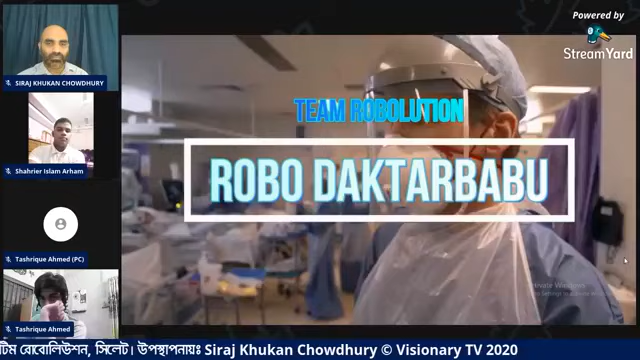 Powered by
StreamYard
SIRAJ KHUKAN CHOWDHURY
TEAM ROBOLUTION
ROBO DAKTARBABU
Shahrier Islam Arham
Tashrique Ahmed (PC)
Tashrique Ahmed
টিম রোবোলিউশন, সিলেট। উপস্থাপনায়ঃ Siraj Khukan Chowdhury © Visionary TV 2020